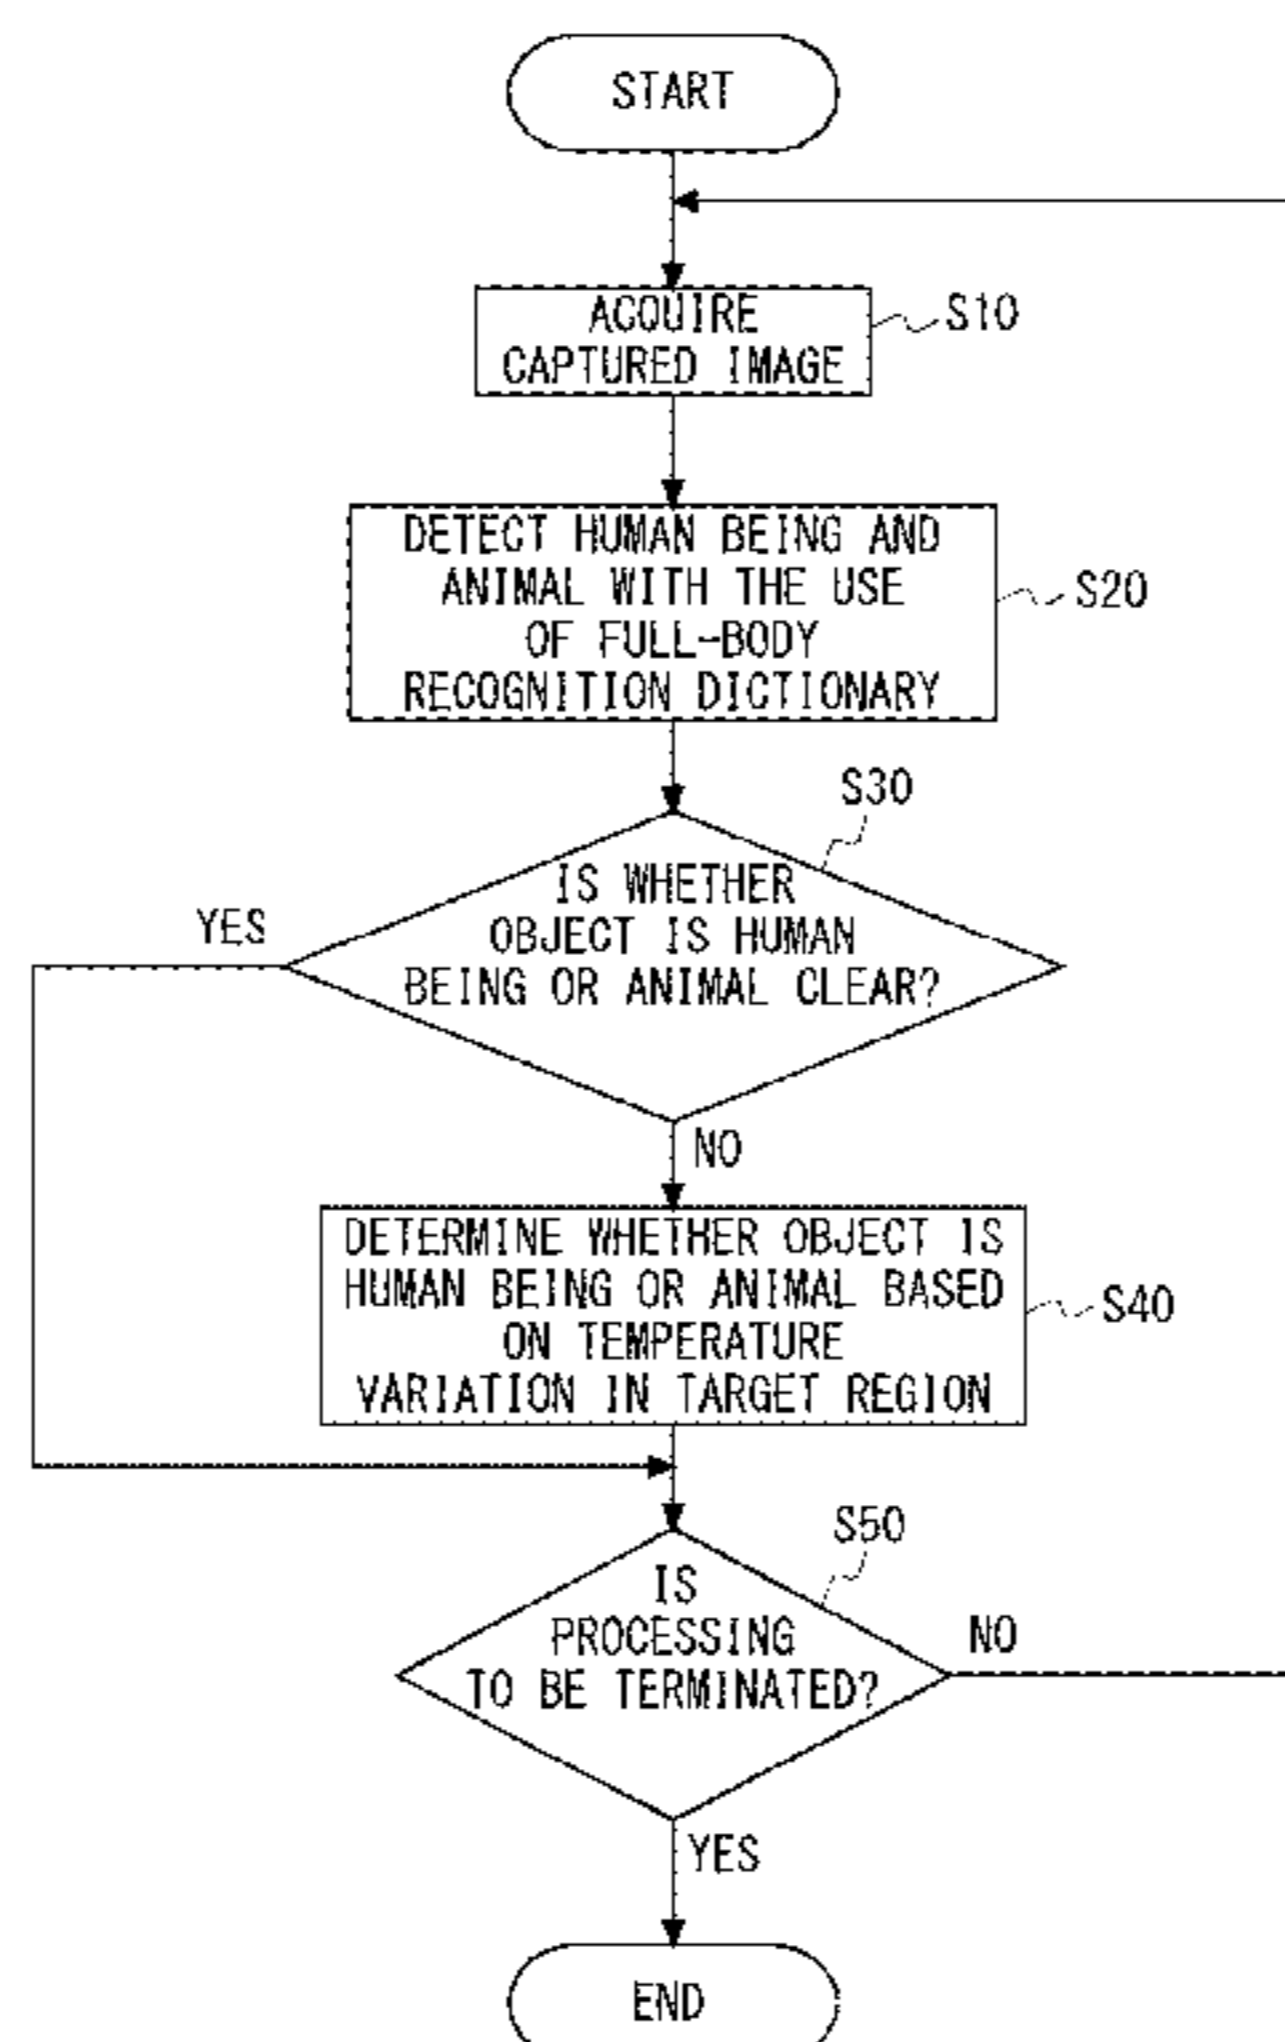 START
ACQUIRE
CAPTURED IMAGE
S10
DETECT HUMAN BEING AND
ANIMAL WITH THE USE
OF FULL-BODY
RECOGNITION DICTIONARY
S20
S30
IS WHETHER
OBJECT IS HUMAN
BEING OR ANIMAL CLEAR?
YES
NO
DETERMINE WHETHER OBJECT IS
HUMAN BEING OR ANIMAL BASED
ON TEMPERATURE
VARIATION IN TARGET REGION
S40
S50
IS
PROCESSING
TO BE TERMINATED?
NO
YES
END